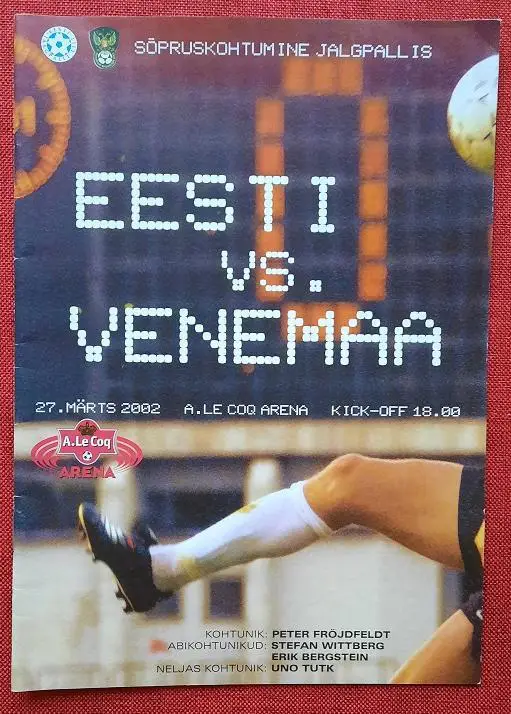 SÕPRUSKOHTUMINE JALGPALLIS
EESTI
VS.
VENEMAA
27.MÄRTS 2002 A.LE COQ ARENA KICK-OFF 18.00
A.Le Coq
ARENA
KOHTUNIK: PETER FRÖJDFELDT
ABIKOHTUNIKUD: STEFAN WITTBERG
ERIK BERGSTEIN
NELJAS KOHTUNIK: UNO TUTK